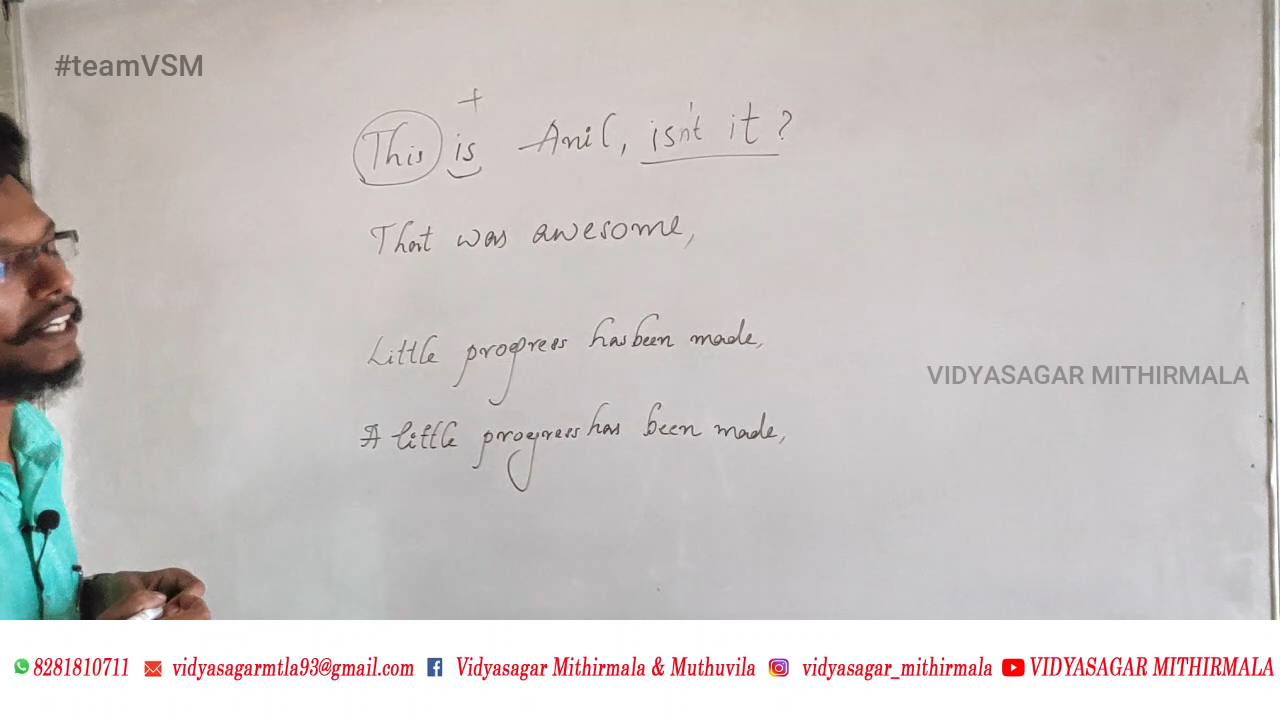 #teamVSM
+
This is Anil, isn't it?
That was awesome,
Little progress has been made,
VIDYASAGAR MITHIRMALA
A little progress has been made,
8281810711 vidyasagarmtla93@gmail.com Vidyasagar Mithirmala & Muthuvila vidyasagar_mithirmala VIDYASAGAR MITHIRMALA